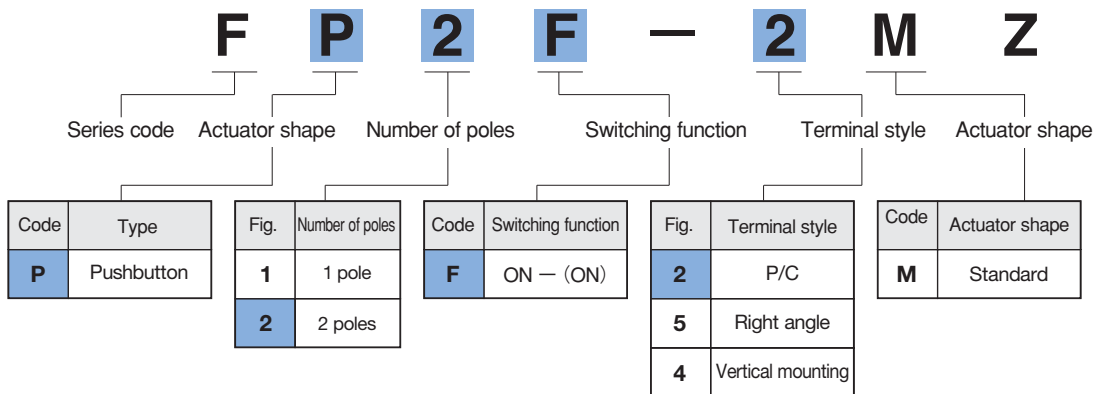 F P 2 F － 2 M Z
Series code Actuator shape Number of poles Switching function Terminal style Actuator shape
Code Type
P Pushbutton
Fig. Number of poles
1 1 pole
2 2 poles
Code Switching function
F ON － (ON)
Fig. Terminal style
2 P/C
5 Right angle
4 Vertical mounting
Code Actuator shape
M Standard